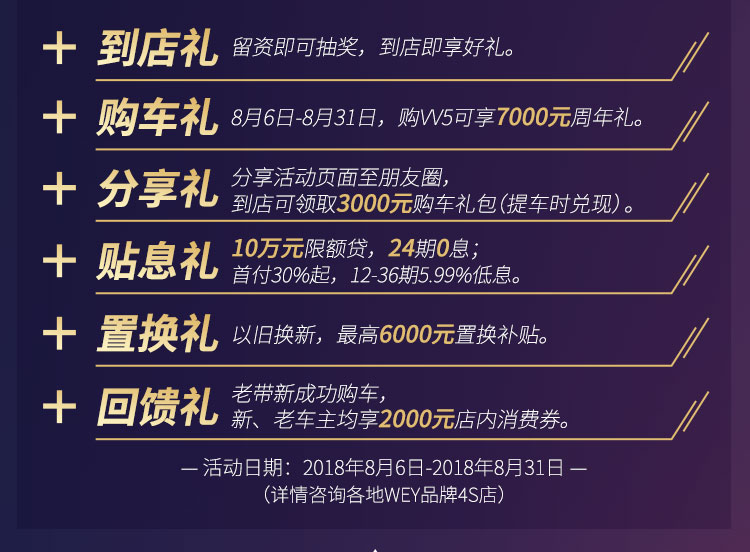 到店礼 留资即可抽奖，到店即享好礼。
购车礼 8月6日-8月31日，购VV5可享7000元周年礼。
分享礼 分享活动页面至朋友圈，
到店可领取3000元购车礼包（提车时兑现）。
贴息礼 10万元限额贷，24期0息；
首付30%起，12-36期5.99%低息。
置换礼 以旧换新，最高6000元置换补贴。
回馈礼 老带新成功购车，
新、老车主均享2000元店内消费券。
— 活动日期：2018年8月6日-2018年8月31日 —
（详情咨询各地WEY品牌4S店）